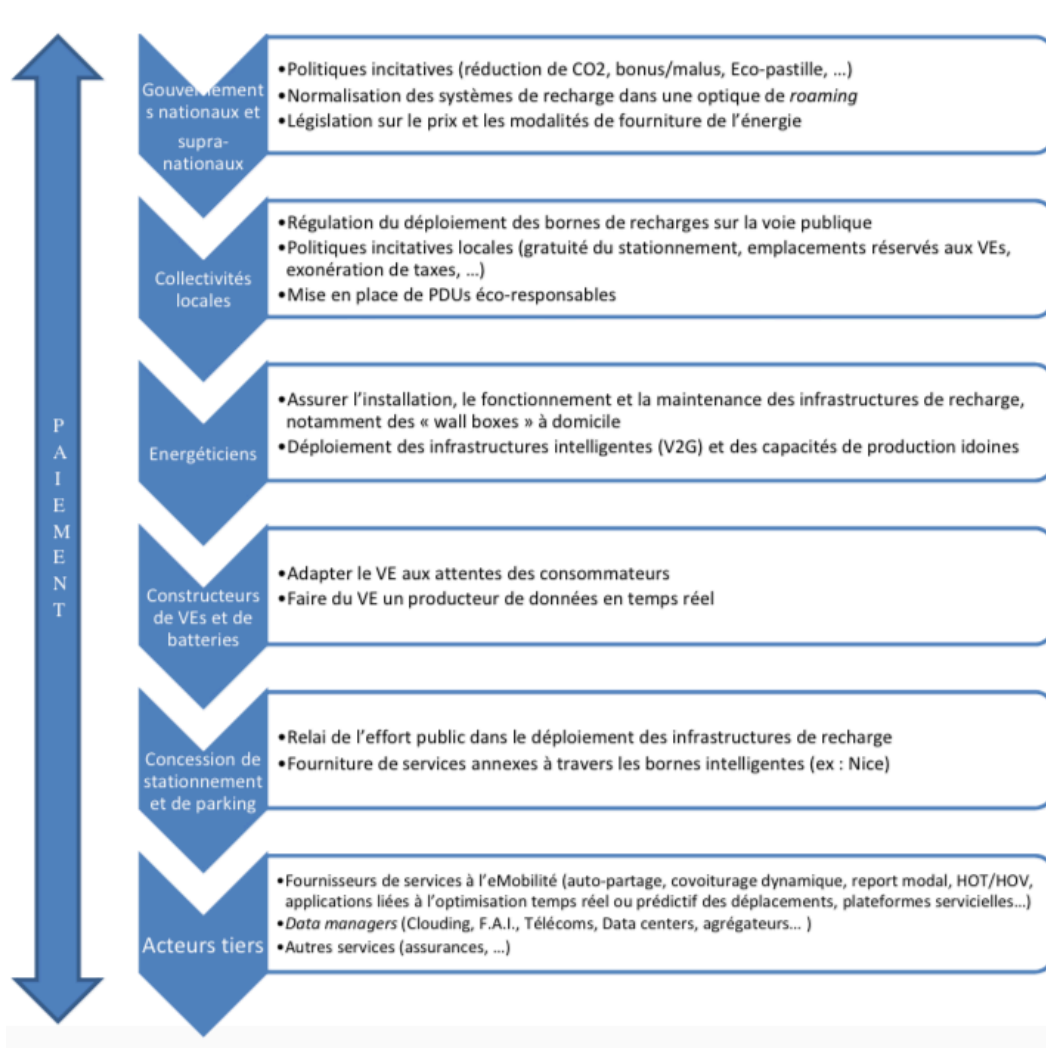 PAIEMENT
Gouvernement
s nationaux et
supra-
nationaux
•Politiques incitatives (réduction de CO2, bonus/malus, Eco-pastille, …)
•Normalisation des systèmes de recharge dans une optique de roaming
•Législation sur le prix et les modalités de fourniture de l’énergie
Collectivités
locales
•Régulation du déploiement des bornes de recharges sur la voie publique
•Politiques incitatives locales (gratuité du stationnement, emplacements réservés aux VEs,
exonération de taxes, …)
•Mise en place de PDUs éco-responsables
Energéticiens
•Assurer l’installation, le fonctionnement et la maintenance des infrastructures de recharge,
notamment des « wall boxes » à domicile
•Déploiement des infrastructures intelligentes (V2G) et des capacités de production idoines
Constructeurs
de VEs et de
batteries
•Adapter le VE aux attentes des consommateurs
•Faire du VE un producteur de données en temps réel
Concession de
stationnement
et de parking
•Relai de l’effort public dans le déploiement des infrastructures de recharge
•Fourniture de services annexes à travers les bornes intelligentes (ex : Nice)
Acteurs tiers
•Fournisseurs de services à l’eMobilité (auto-partage, covoiturage dynamique, report modal, HOT/HOV,
applications liées à l’optimisation temps réel ou prédictif des déplacements, plateformes servicielles…)
•Data managers (Clouding, F.A.I., Télécoms, Data centers, agrégateurs… )
•Autres services (assurances, …)